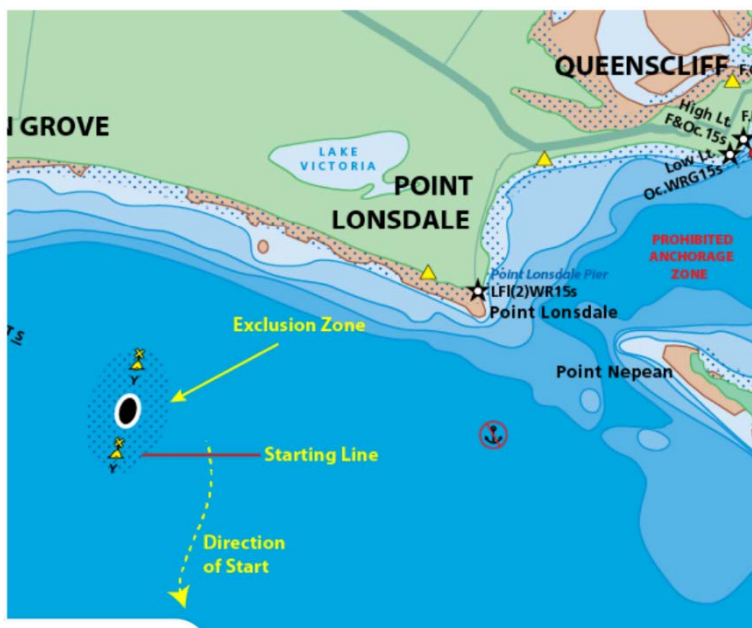 QUEENSCLIFF
High Lt.
F&Oc.15s
Low Lt.
Oc.WRG15s
N GROVE
LAKE
VICTORIA
POINT
LONSDALE
PROHIBITED
ANCHORAGE
ZONE
Point Lonsdale Pier
LFl(2)WR15s
Point Lonsdale
Exclusion Zone
Point Nepean
Y
Y
Starting Line
Direction
of Start